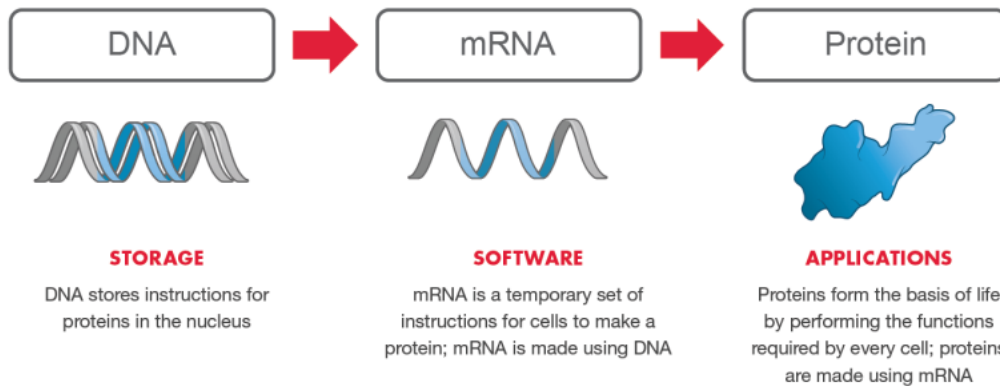 DNA
mRNA
Protein
STORAGE
DNA stores instructions for
proteins in the nucleus
SOFTWARE
mRNA is a temporary set of
instructions for cells to make a
protein; mRNA is made using DNA
APPLICATIONS
Proteins form the basis of life
by performing the functions
required by every cell; proteins
are made using mRNA